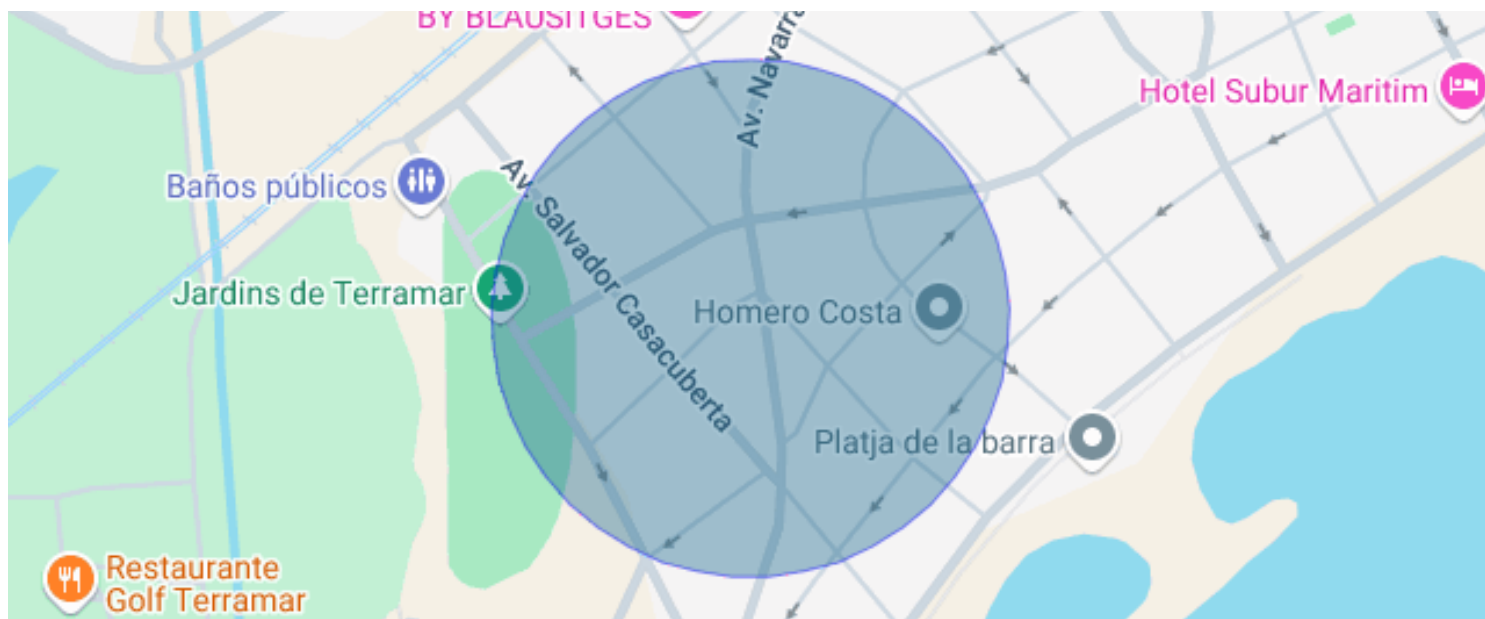 BY BLAUSITGES
Av. Navarra
Hotel Subur Maritim
Baños públicos
Av. Salvador Casacuberta
Jardins de Terramar
Homero Costa
Platja de la barra
Restaurante
Golf Terramar